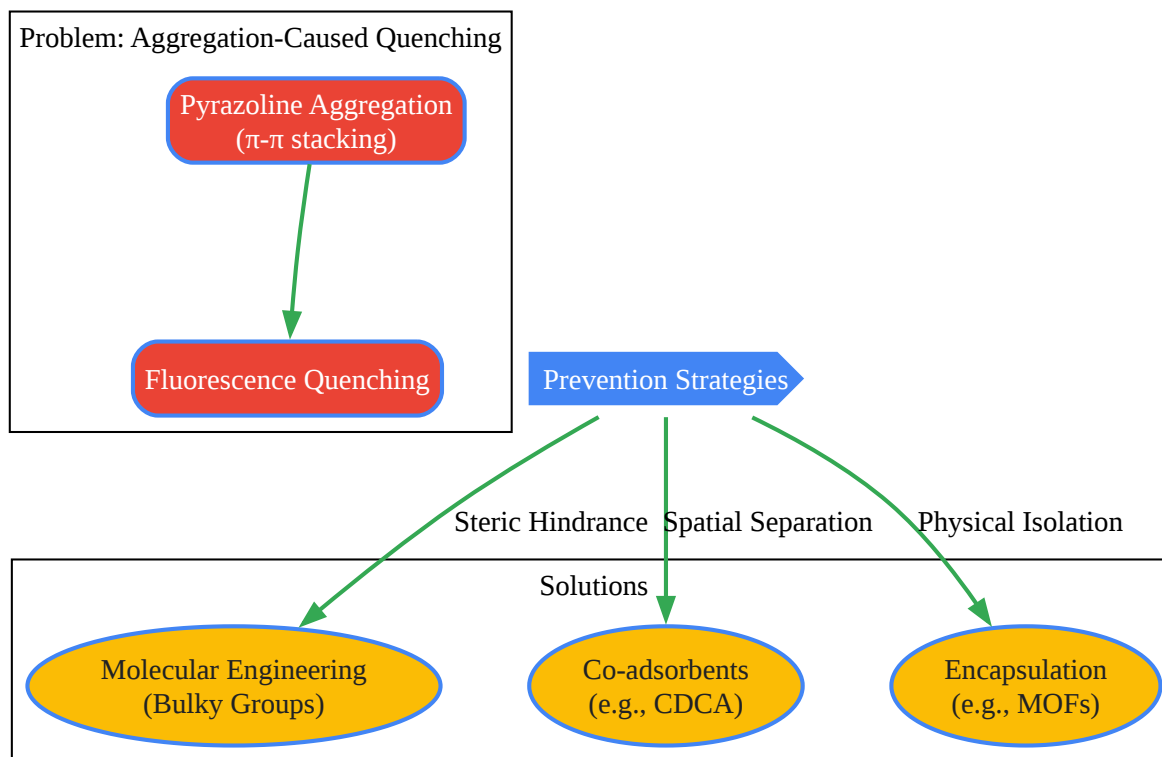 Problem: Aggregation-Caused Quenching
Pyrazoline Aggregation
(π-π stacking)
Fluorescence Quenching
Prevention Strategies
Steric Hindrance
Spatial Separation
Physical Isolation
Solutions
Molecular Engineering
(Bulky Groups)
Co-adsorbents
(e.g., CDCA)
Encapsulation
(e.g., MOFs)